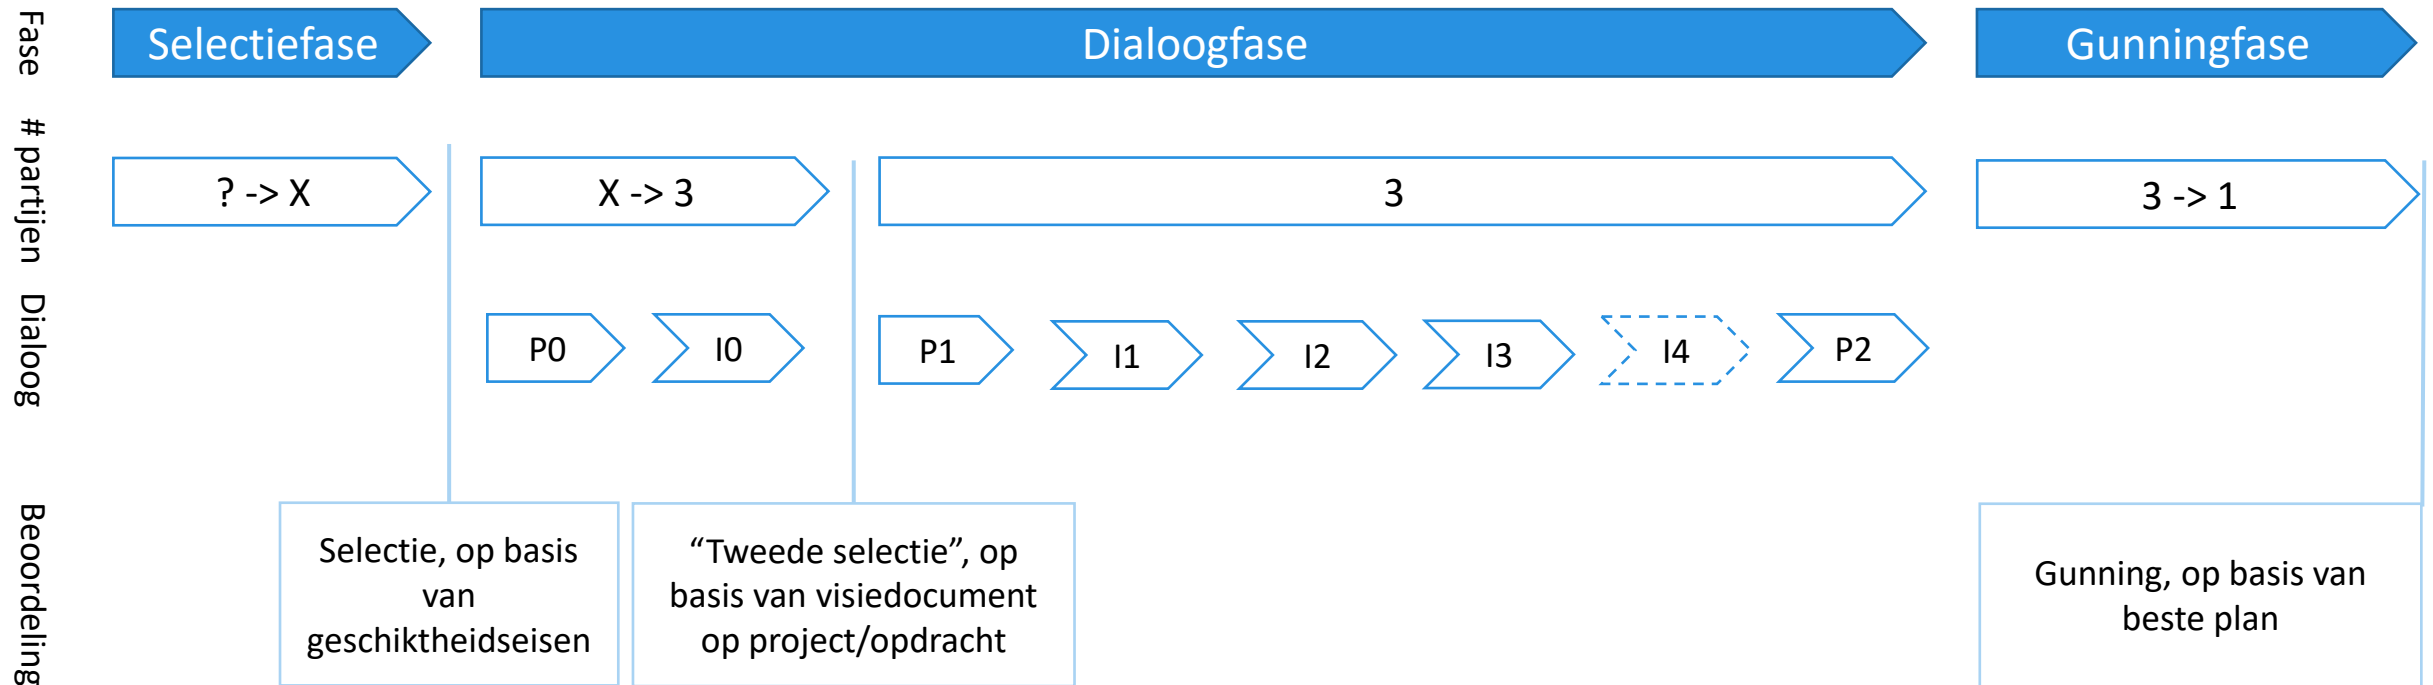 Fase
Selectiefase
Dialoogfase
Gunningfase
# partijen
? -> X
X -> 3
3
3 -> 1
Dialoog
P0
I0
P1
I1
I2
I3
I4
P2
Beoordeling
Selectie, op basis
van
geschiktheidseisen
“Tweede selectie”, op
basis van visiedocument
op project/opdracht
Gunning, op basis van
beste plan